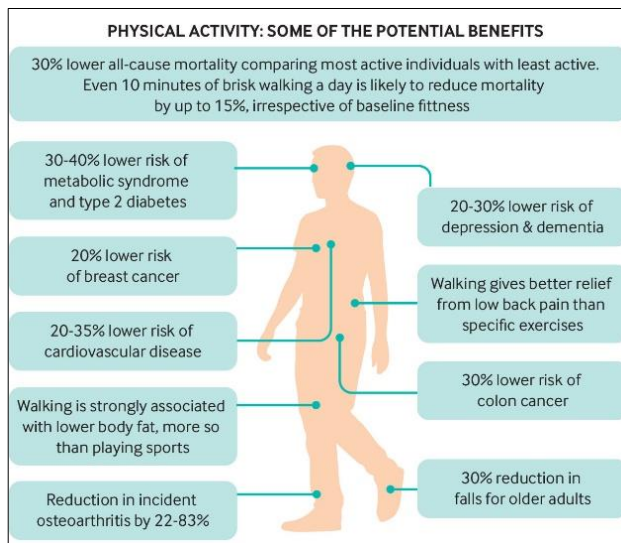 PHYSICAL ACTIVITY: SOME OF THE POTENTIAL BENEFITS
30% lower all-cause mortality comparing most active individuals with least active.
Even 10 minutes of brisk walking a day is likely to reduce mortality
by up to 15%, irrespective of baseline fittness
30-40% lower risk of
metabolic syndrome
and type 2 diabetes
20-30% lower risk of
depression & dementia
20% lower risk
of breast cancer
Walking gives better relief
from low back pain than
specific exercises
20-35% lower risk of
cardiovascular disease
30% lower risk of
colon cancer
Walking is strongly associated
with lower body fat, more so
than playing sports
30% reduction in
falls for older adults
Reduction in incident
osteoarthritis by 22-83%